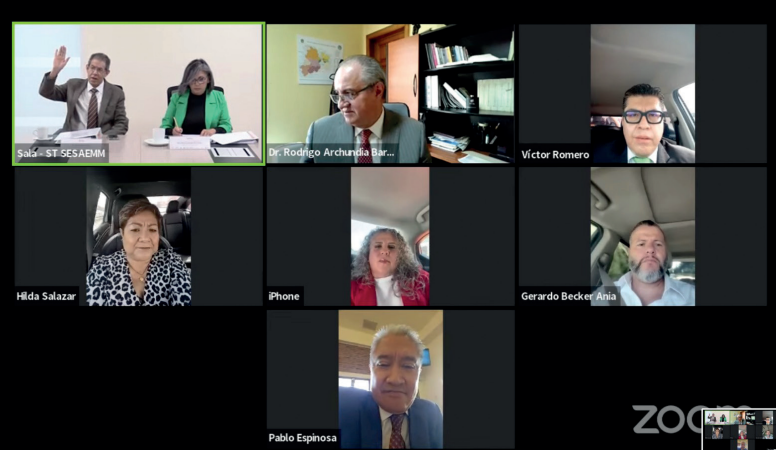 Sala - ST SESAEMM
Dr. Rodrigo Archundia Bar...
Víctor Romero
Hilda Salazar
iPhone
Gerardo Becker Ania
Pablo Espinosa
zoom